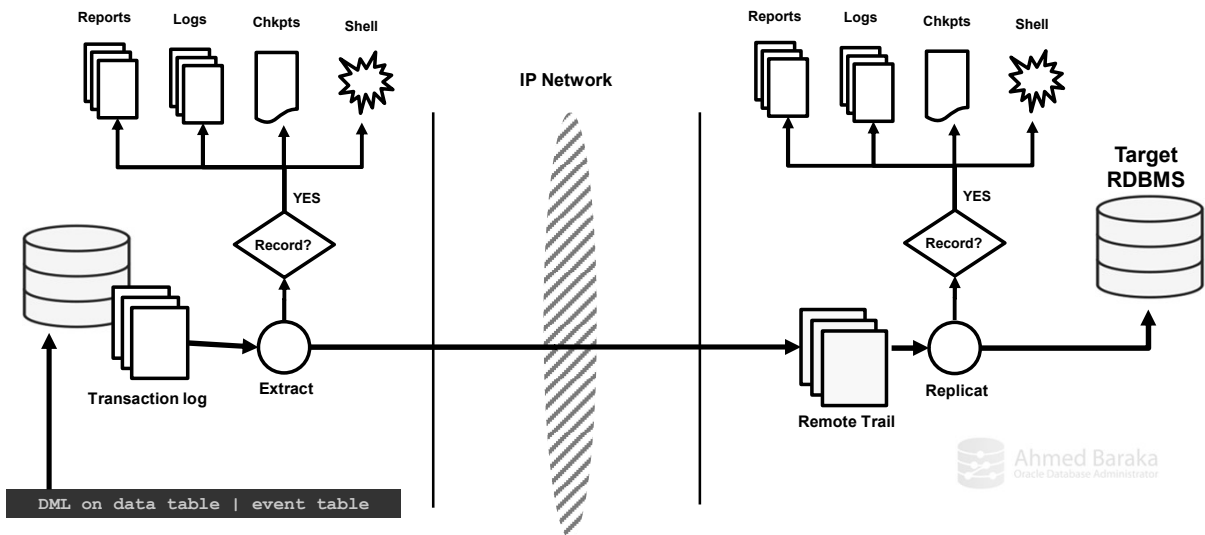 Reports
Logs
Chkpts
Shell
YES
Record?
Extract
Transaction log
DML on data table | event table
IP Network
Reports
Logs
Chkpts
Shell
YES
Record?
Replicat
Remote Trail
Target
RDBMS
Ahmed Baraka
Oracle Database Administrator